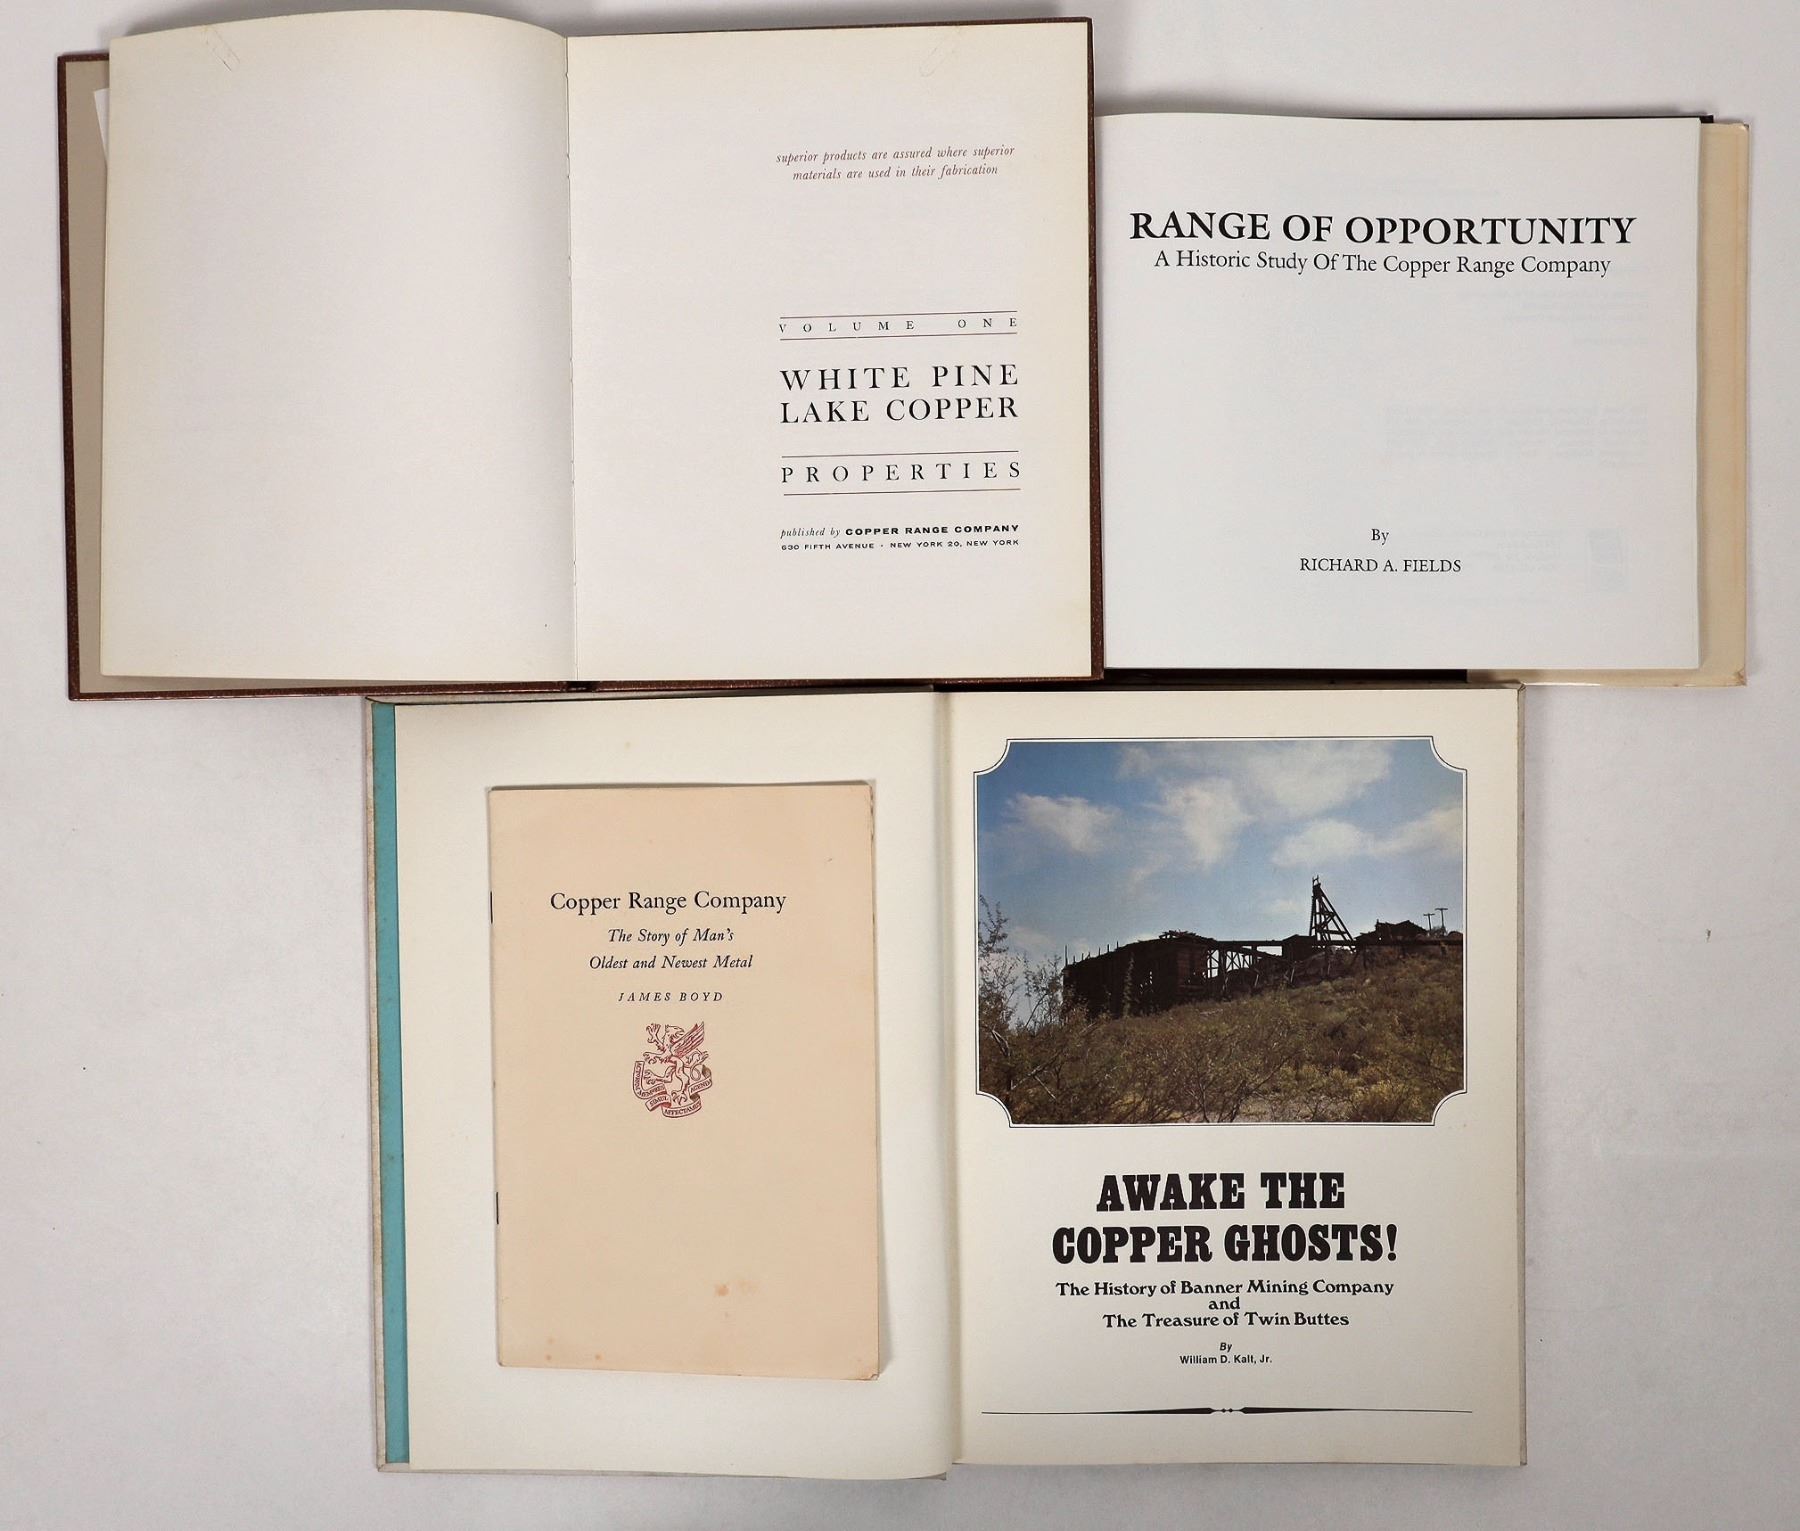 superior products are assured where superior
materials are used in their fabrication
VOLUME ONE
WHITE PINE
LAKE COPPER
PROPERTIES
published by COPPER RANGE COMPANY
630 FIFTH AVENUE · NEW YORK 20, NEW YORK
RANGE OF OPPORTUNITY
A Historic Study Of The Copper Range Company
By
RICHARD A. FIELDS
Copper Range Company
The Story of Man's
Oldest and Newest Metal
JAMES BOYD
SIMUL
AFFECTAMUS
AGENDA
AWAKE THE
COPPER GHOSTS!
The History of Banner Mining Company
and
The Treasure of Twin Buttes
By
William D. Kalt, Jr.